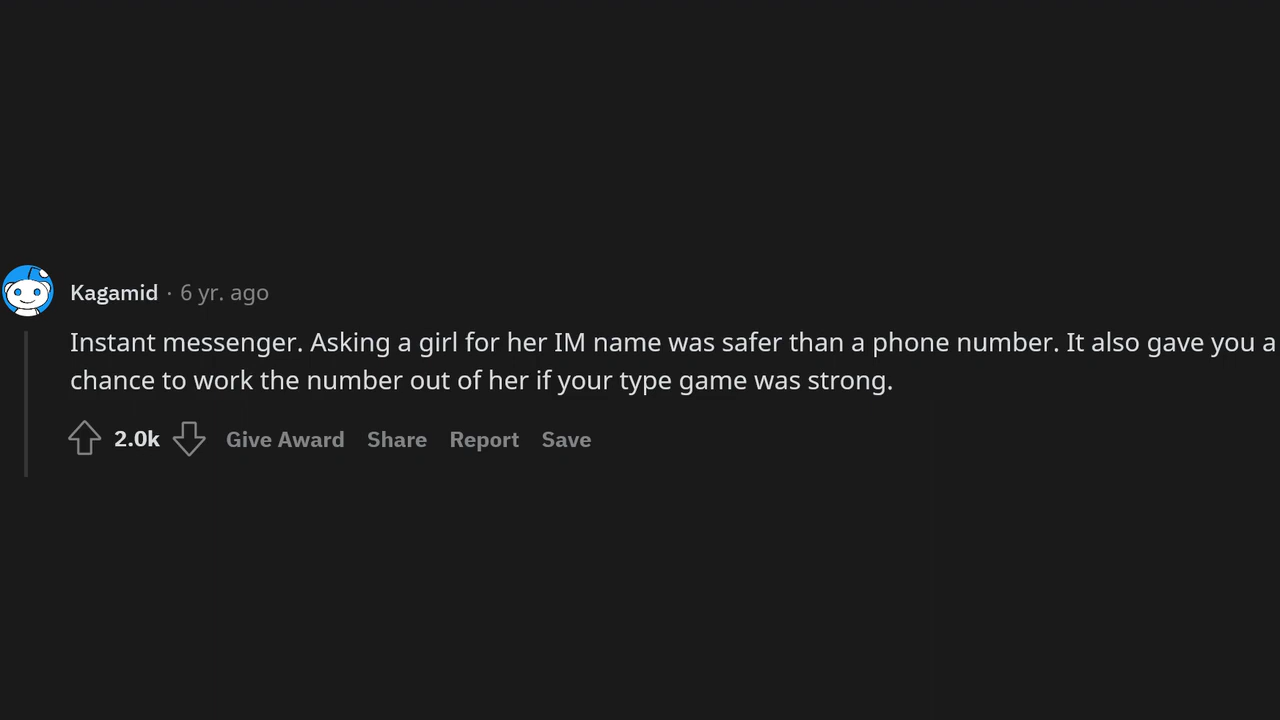 Kagamid · 6 yr. ago
Instant messenger. Asking a girl for her IM name was safer than a phone number. It also gave you a
chance to work the number out of her if your type game was strong.
2.0k Give Award Share Report Save